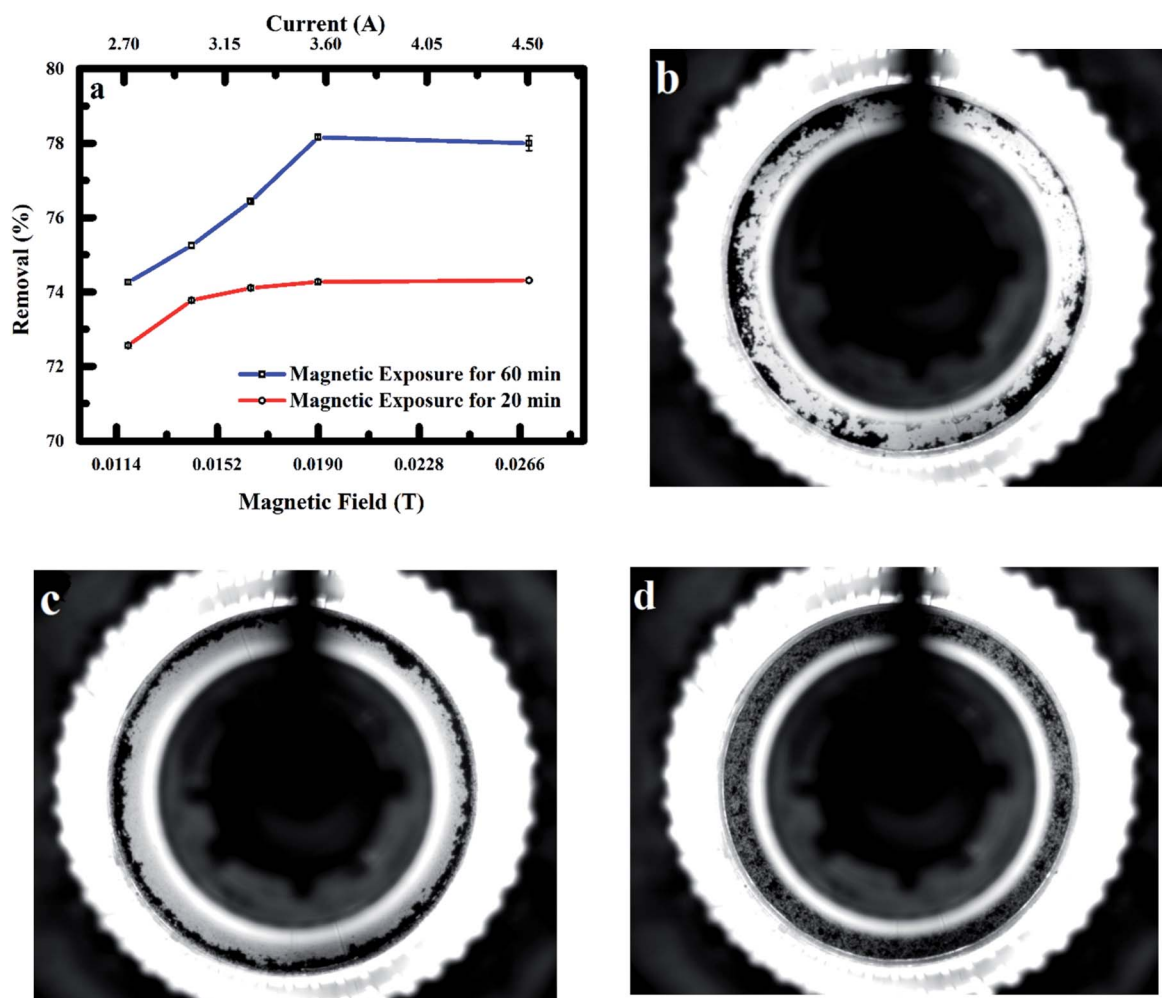 Current (A)
2.70 3.15 3.60 4.05 4.50
80
a
b
78
76
Removal (%)
74
72
Magnetic Exposure for 60 min
Magnetic Exposure for 20 min
70
0.0114 0.0152 0.0190 0.0228 0.0266
Magnetic Field (T)
c
d